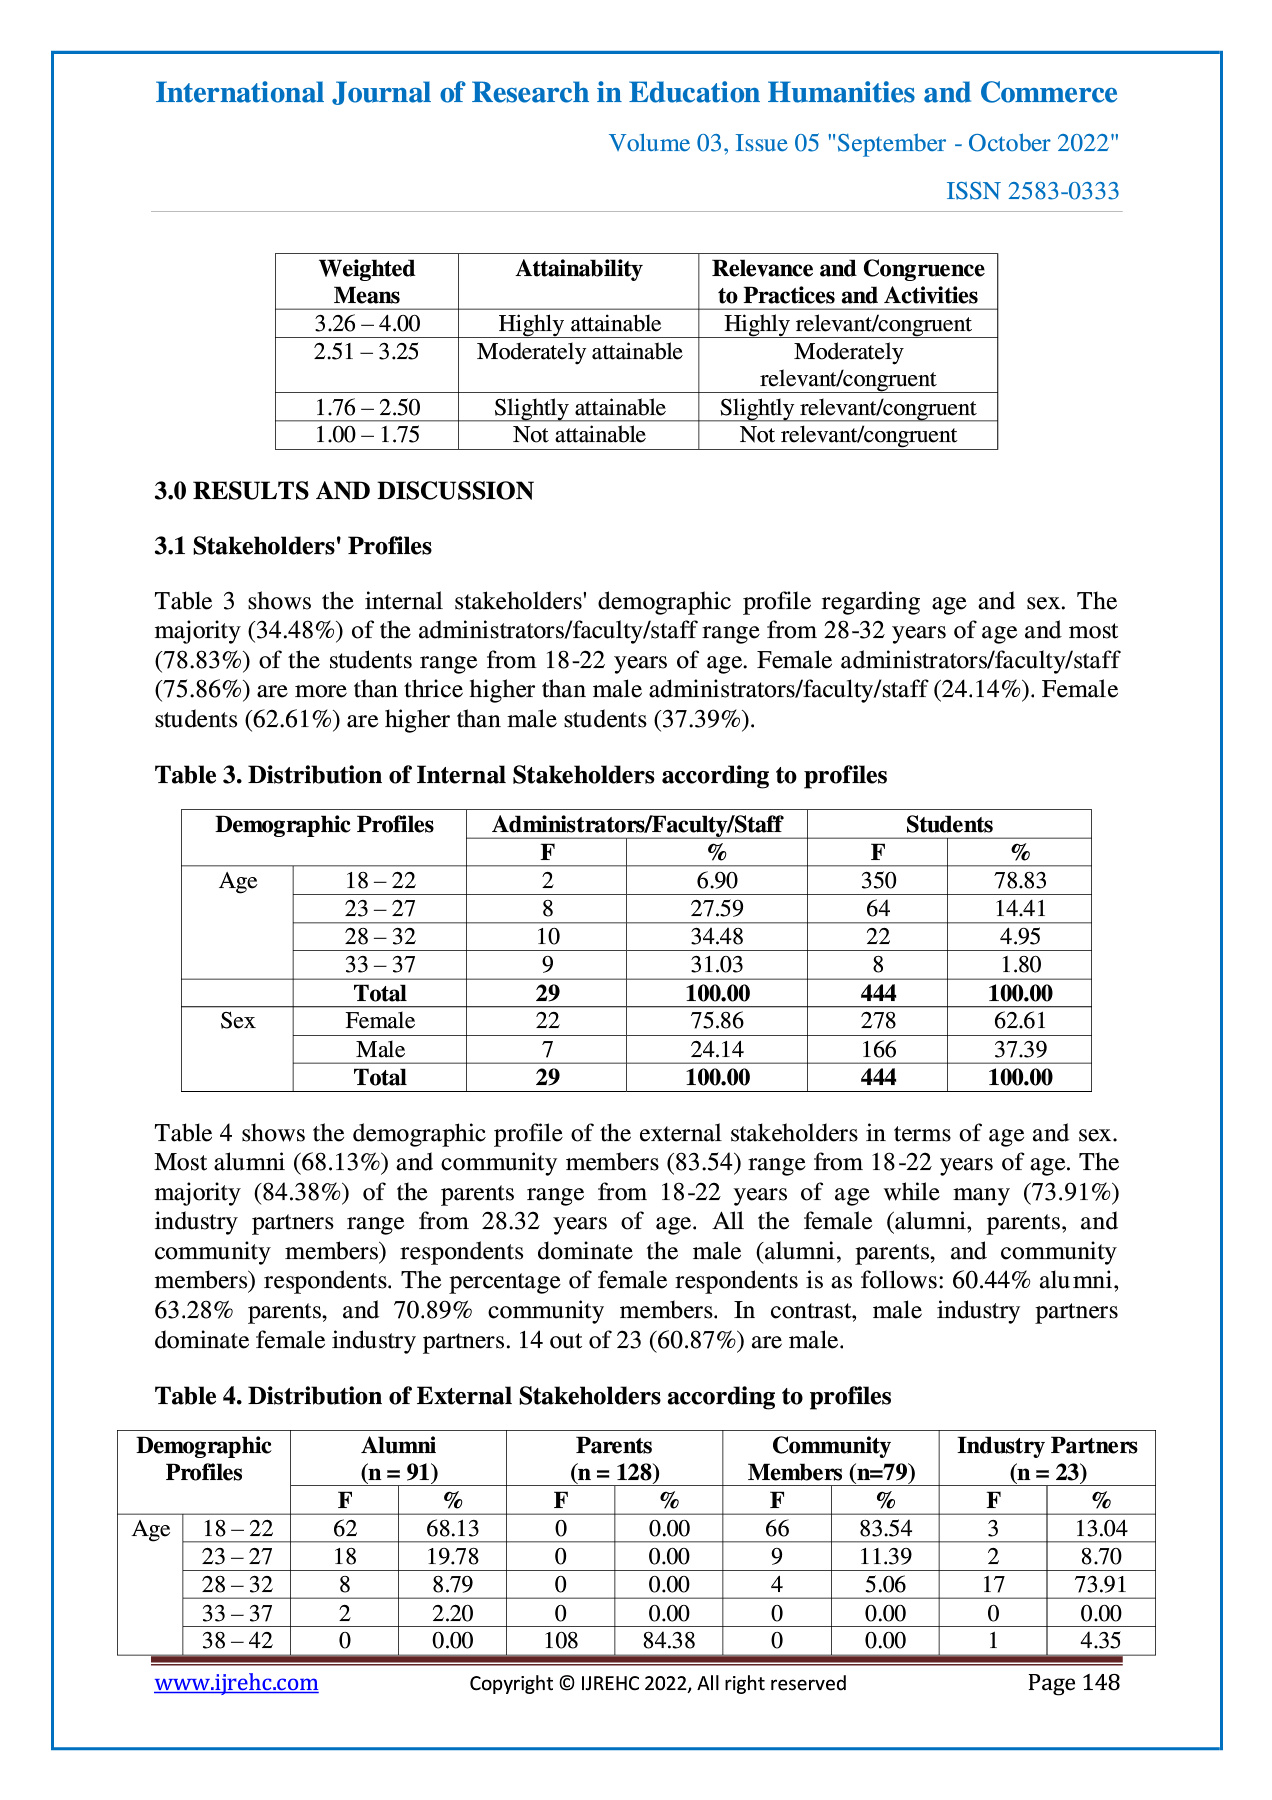 International Journal of Research in Education Humanities and Commerce
Volume 03, Issue 05 "September - October 2022"
ISSN 2583-0333
Weighted Means Attainability Relevance and Congruence to Practices and Activities
3.26 – 4.00 Highly attainable Highly relevant/congruent
2.51 – 3.25 Moderately attainable Moderately relevant/congruent
1.76 – 2.50 Slightly attainable Slightly relevant/congruent
1.00 – 1.75 Not attainable Not relevant/congruent
3.0 RESULTS AND DISCUSSION
3.1 Stakeholders' Profiles
Table 3 shows the internal stakeholders' demographic profile regarding age and sex. The
majority (34.48%) of the administrators/faculty/staff range from 28-32 years of age and most
(78.83%) of the students range from 18-22 years of age. Female administrators/faculty/staff
(75.86%) are more than thrice higher than male administrators/faculty/staff (24.14%). Female
students (62.61%) are higher than male students (37.39%).
Table 3. Distribution of Internal Stakeholders according to profiles
Demographic Profiles Administrators/Faculty/Staff Students
F % F %
Age 18 – 22 2 6.90 350 78.83
23 – 27 8 27.59 64 14.41
28 – 32 10 34.48 22 4.95
33 – 37 9 31.03 8 1.80
Total 29 100.00 444 100.00
Sex Female 22 75.86 278 62.61
Male 7 24.14 166 37.39
Total 29 100.00 444 100.00
Table 4 shows the demographic profile of the external stakeholders in terms of age and sex.
Most alumni (68.13%) and community members (83.54) range from 18-22 years of age. The
majority (84.38%) of the parents range from 18-22 years of age while many (73.91%)
industry partners range from 28.32 years of age. All the female (alumni, parents, and
community members) respondents dominate the male (alumni, parents, and community
members) respondents. The percentage of female respondents is as follows: 60.44% alumni,
63.28% parents, and 70.89% community members. In contrast, male industry partners
dominate female industry partners. 14 out of 23 (60.87%) are male.
Table 4. Distribution of External Stakeholders according to profiles
Demographic Profiles Alumni (n = 91) Parents (n = 128) Community Members (n=79) Industry Partners (n = 23)
F % F % F % F %
Age 18 – 22 62 68.13 0 0.00 66 83.54 3 13.04
23 – 27 18 19.78 0 0.00 9 11.39 2 8.70
28 – 32 8 8.79 0 0.00 4 5.06 17 73.91
33 – 37 2 2.20 0 0.00 0 0.00 0 0.00
38 – 42 0 0.00 108 84.38 0 0.00 1 4.35
www.ijrehc.com Copyright © IJREHC 2022, All right reserved Page 148